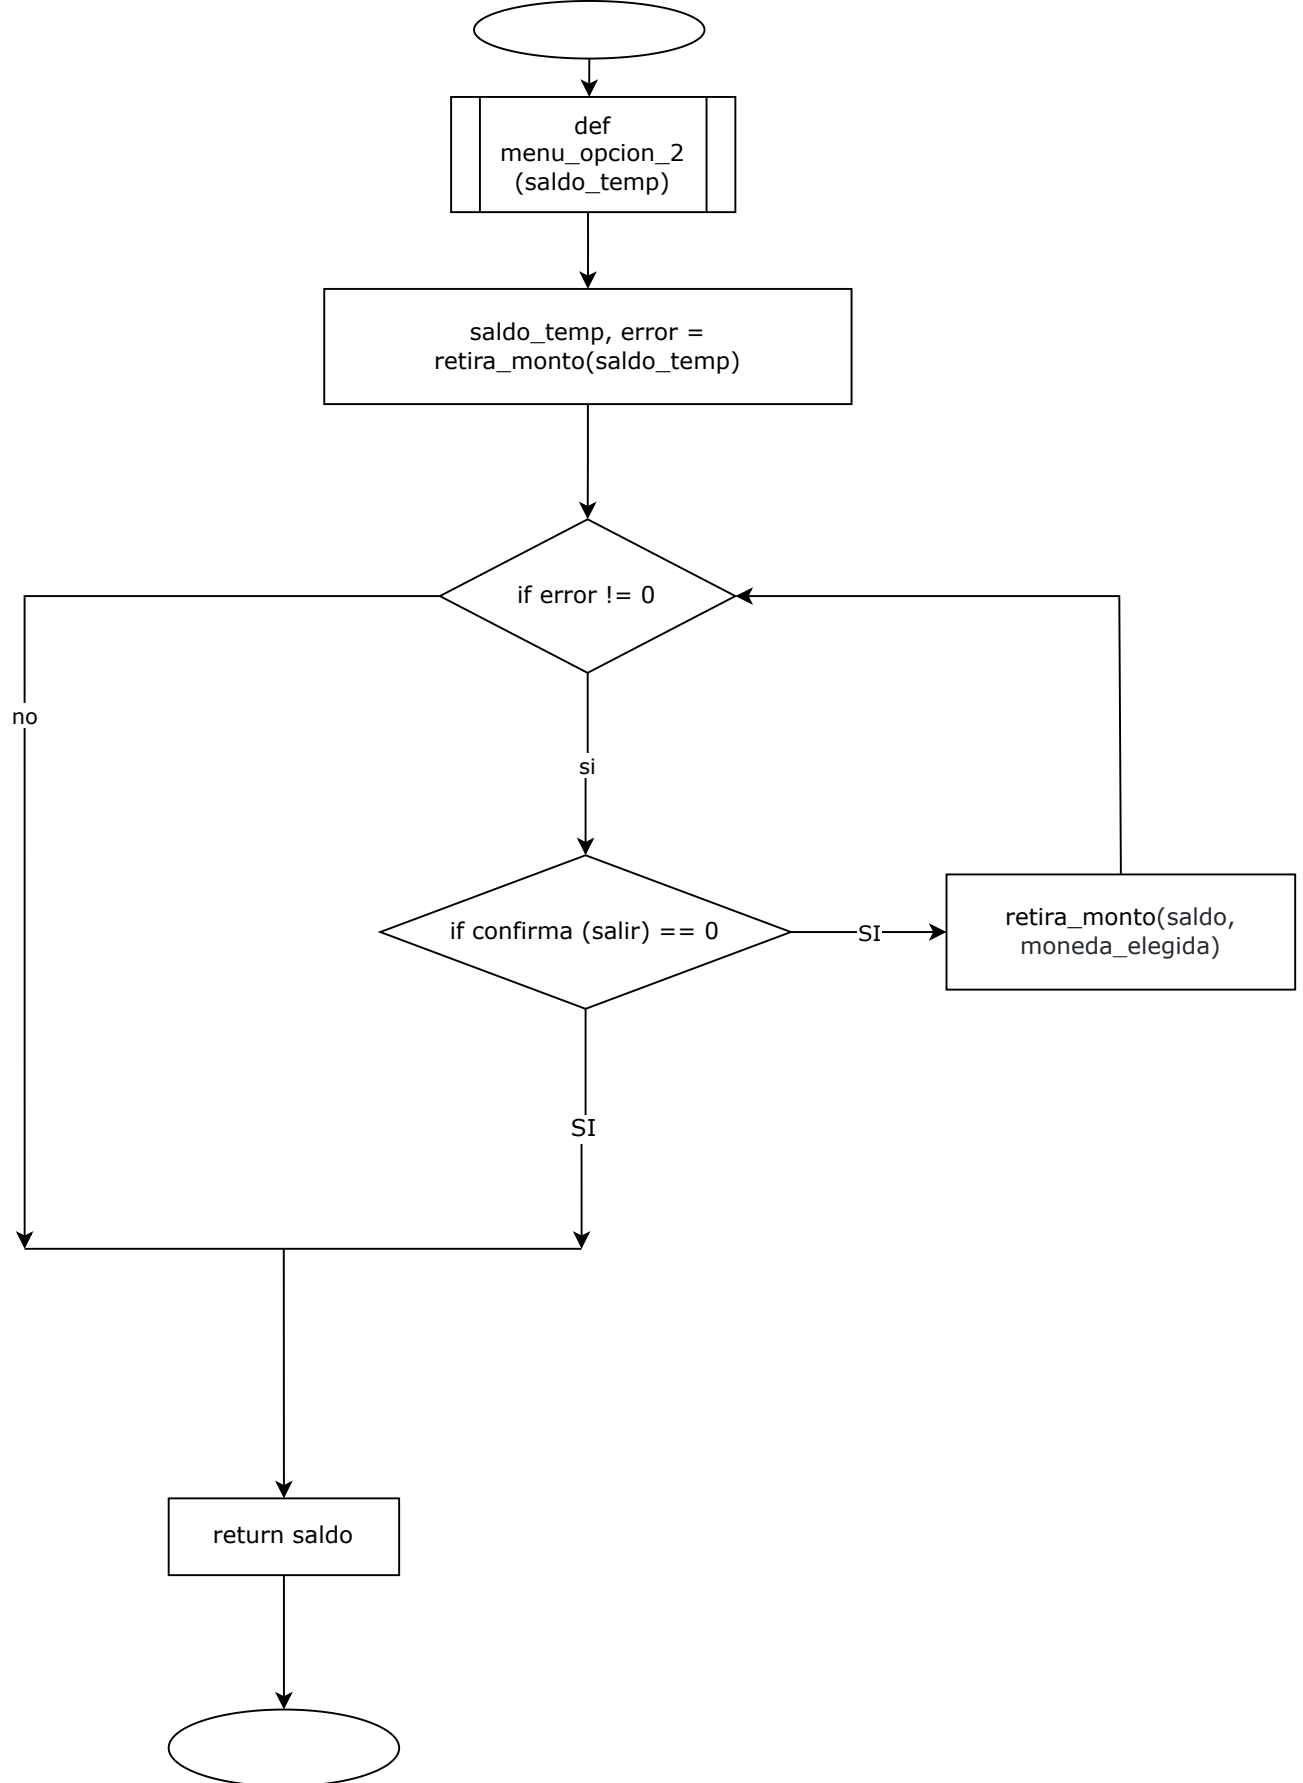 def
menu_opcion_2
(saldo_temp)
saldo_temp, error =
retira_monto(saldo_temp)
if error != 0
no
si
if confirma (salir) == 0
SI
retira_monto(saldo,
moneda_elegida)
SI
return saldo